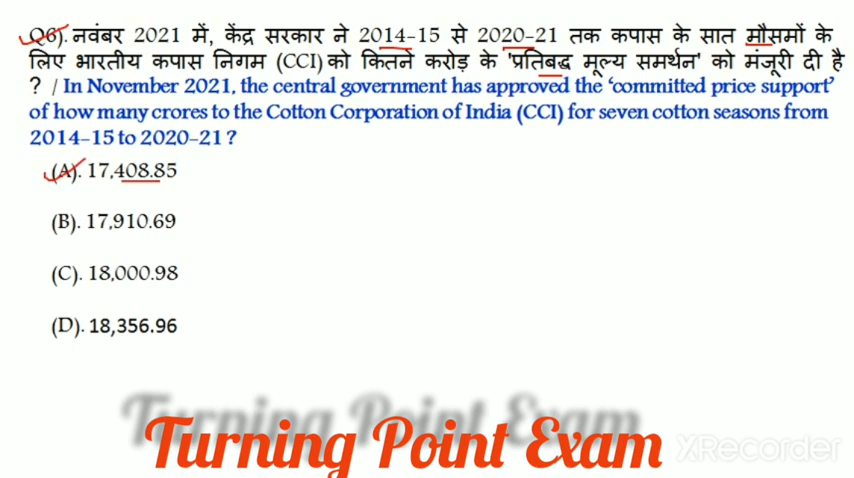 Q6). नवंबर 2021 में, केंद्र सरकार ने 2014-15 से 2020-21 तक कपास के सात मौसमों के
लिए भारतीय कपास निगम (CCI) को कितने करोड़ के 'प्रतिबद्ध मूल्य समर्थन' को मंजूरी दी है
? / In November 2021, the central government has approved the 'committed price support'
of how many crores to the Cotton Corporation of India (CCI) for seven cotton seasons from
2014-15 to 2020-21 ?
(A). 17,408.85
(B). 17,910.69
(C). 18,000.98
(D). 18,356.96
Turning Point Exam
XRecorder